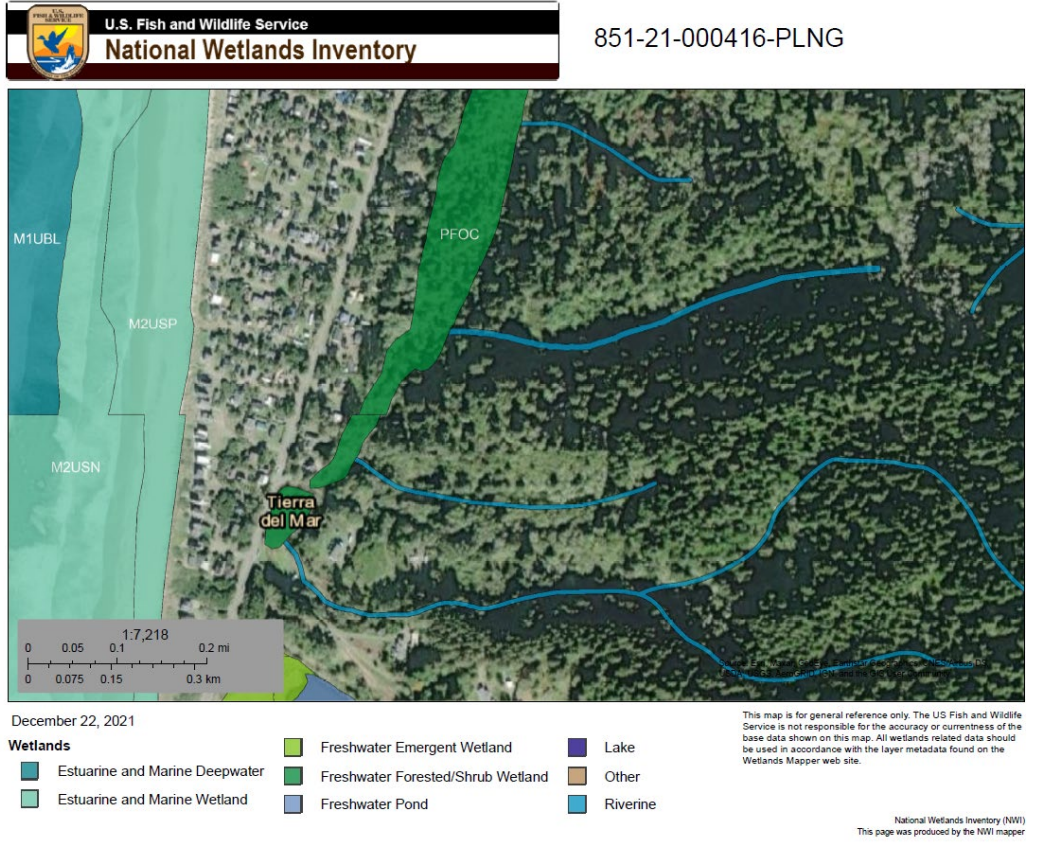 U.S.
FISH & WILDLIFE
SERVICE
U.S. Fish and Wildlife Service
National Wetlands Inventory
851-21-000416-PLNG
PFOC
M1UBL
M2USP
M2USN
Tierra
del Mar
1:7,218
0 0.05 0.1 0.2 mi
0 0.075 0.15 0.3 km
December 22, 2021
This map is for general reference only. The US Fish and Wildlife
Service is not responsible for the accuracy or currentness of the
base data shown on this map. All wetlands related data should
be used in accordance with the layer metadata found on the
Wetlands Mapper web site.
Wetlands
Estuarine and Marine Deepwater
Estuarine and Marine Wetland
Freshwater Emergent Wetland
Freshwater Forested/Shrub Wetland
Freshwater Pond
Lake
Other
Riverine
National Wetlands Inventory (NWI)
This page was produced by the NWI mapper